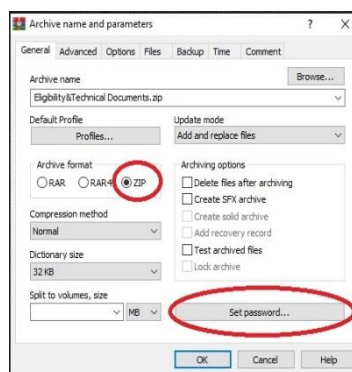 Archive name and parameters ? X
General Advanced Options Files Backup Time Comment
Archive name
Browse...
Eligibility&Technical Documents.zip
Default Profile
Profiles...
Update mode
Add and replace files
Archive format
RAR RAR4 ZIP
Compression method
Normal
Dictionary size
32 KB
Split to volumes, size
MB
Archiving options
Delete files after archiving
Create SFX archive
Create solid archive
Add recovery record
Test archived files
Lock archive
Set password...
OK Cancel Help